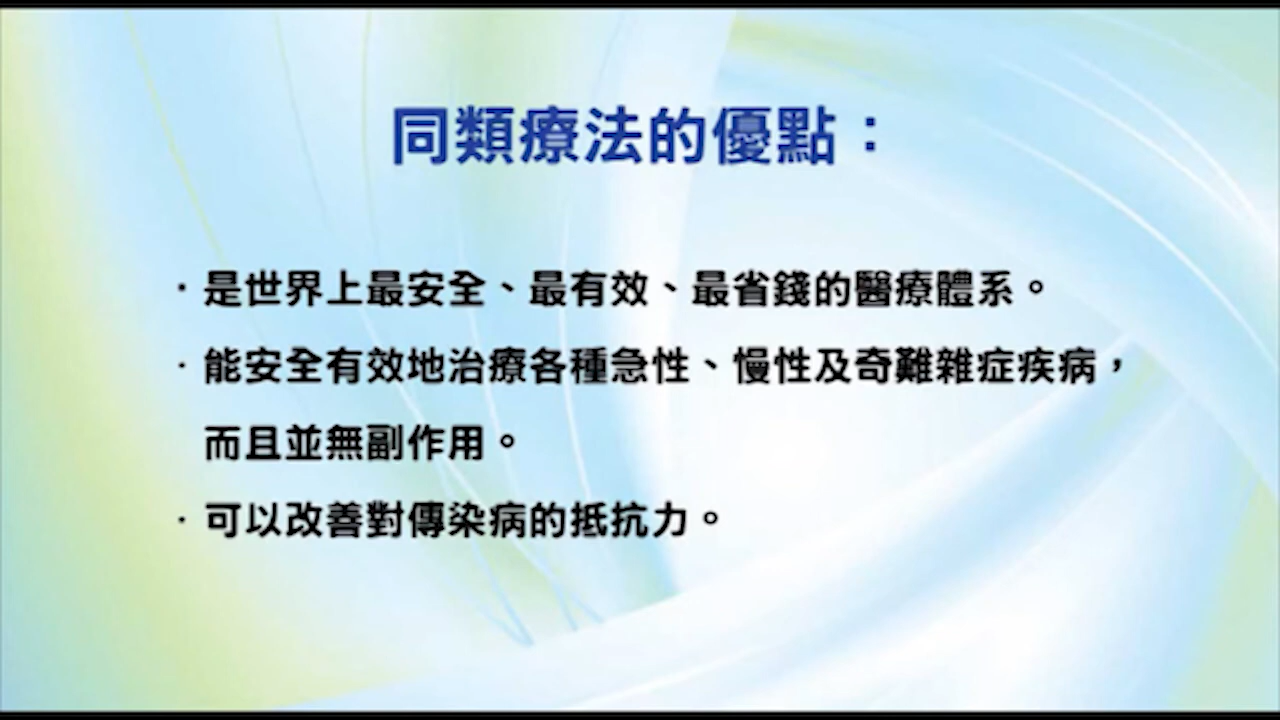 同類療法的優點：
·是世界上最安全、最有效、最省錢的醫療體系。
·能安全有效地治療各種急性、慢性及奇難雜症疾病，
而且並無副作用。
·可以改善對傳染病的抵抗力。